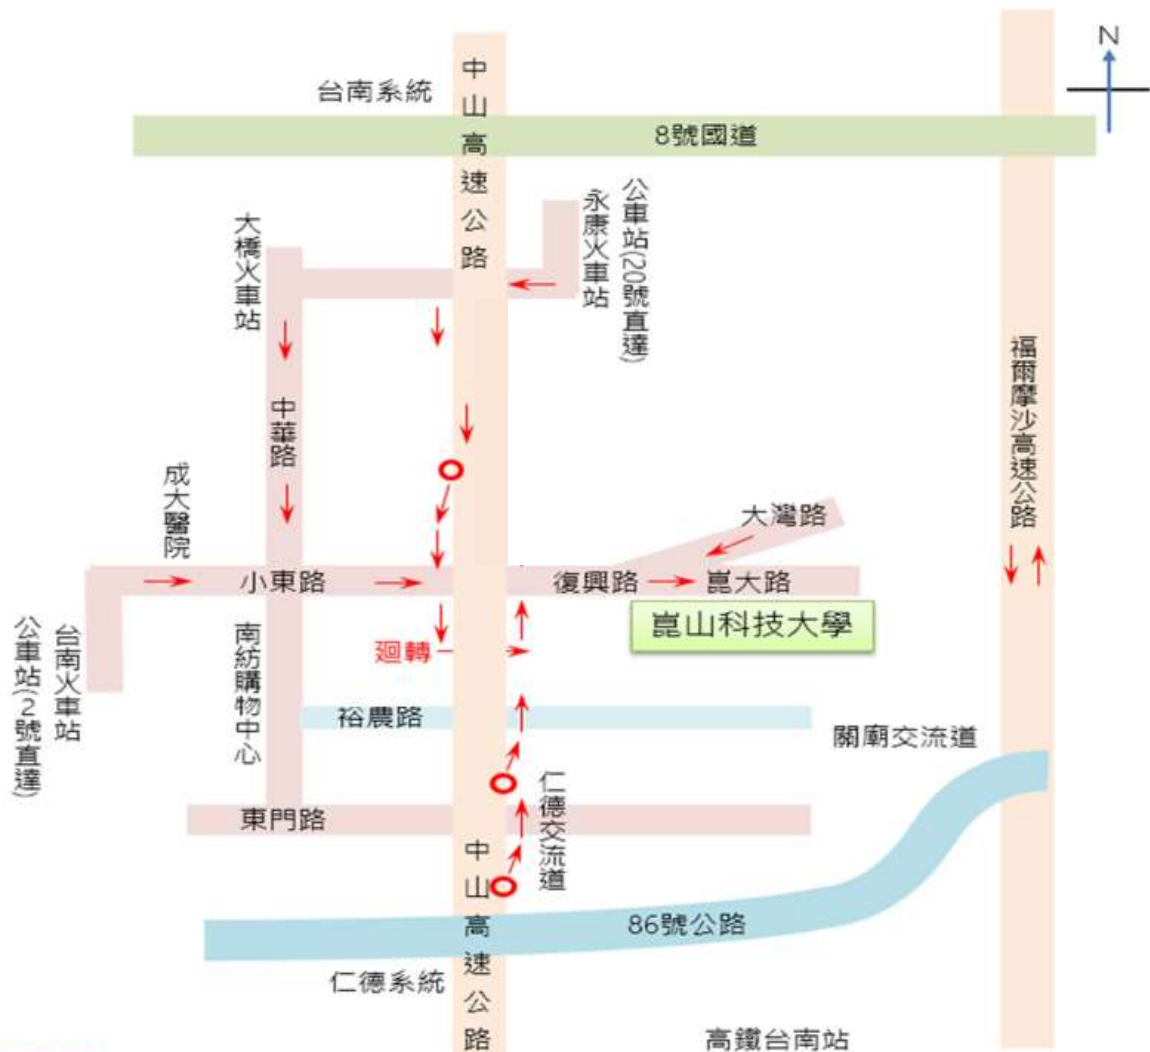 N
台南系統
中山高速公路
8號國道
大橋火車站
永康火車站
公車站(20號直達)
中華路
福爾摩沙高速公路
成大醫院
大灣路
小東路
復興路
崑大路
崑山科技大學
迴轉
公車站(2號直達)
台南火車站
南紡購物中心
裕農路
關廟交流道
仁德交流道
東門路
中山高速公路
86號公路
仁德系統
高鐵台南站